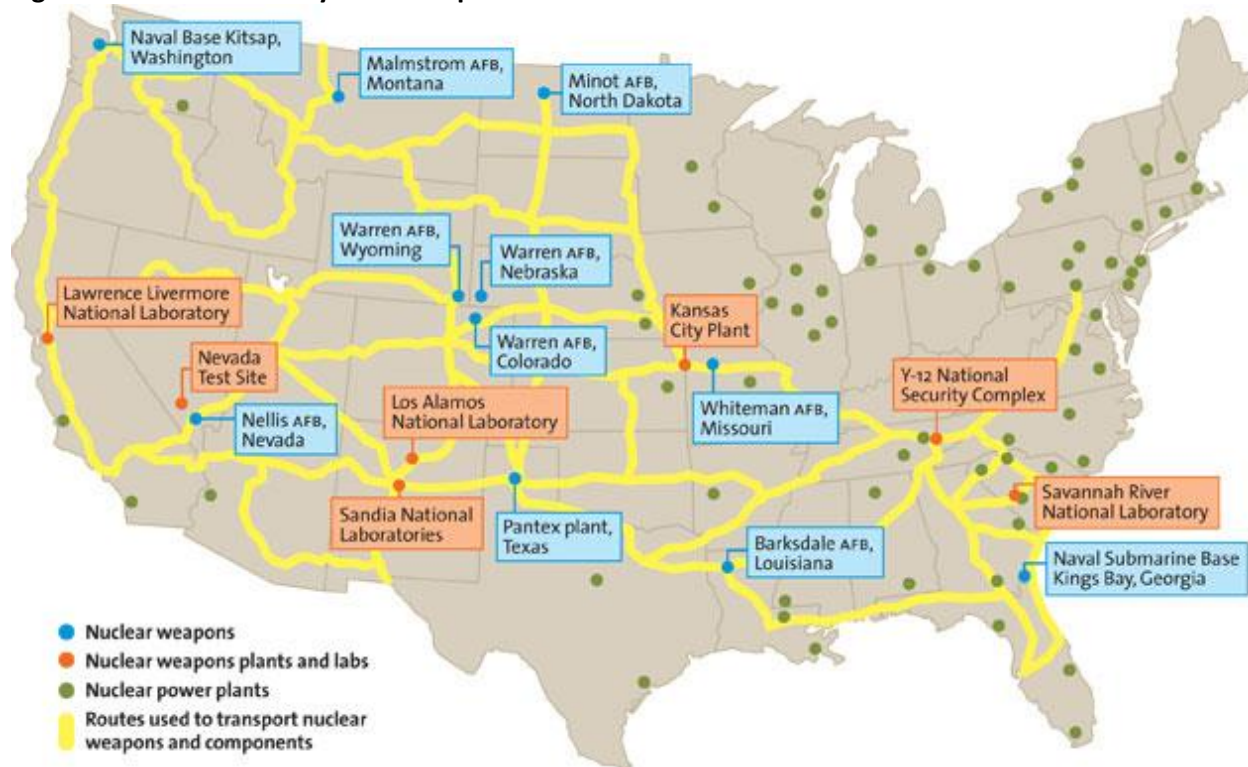 Naval Base Kitsap,
Washington
Malmstrom AFB,
Montana
Minot AFB,
North Dakota
Warren AFB,
Wyoming
Warren AFB,
Nebraska
Lawrence Livermore
National Laboratory
Kansas
City Plant
Warren AFB,
Colorado
Nevada
Test Site
Y-12 National
Security Complex
Los Alamos
National Laboratory
Nellis AFB,
Nevada
Whiteman AFB,
Missouri
Savannah River
National Laboratory
Sandia National
Laboratories
Pantex plant,
Texas
Barksdale AFB,
Louisiana
Naval Submarine Base
Kings Bay, Georgia
Nuclear weapons
Nuclear weapons plants and labs
Nuclear power plants
Routes used to transport nuclear
weapons and components